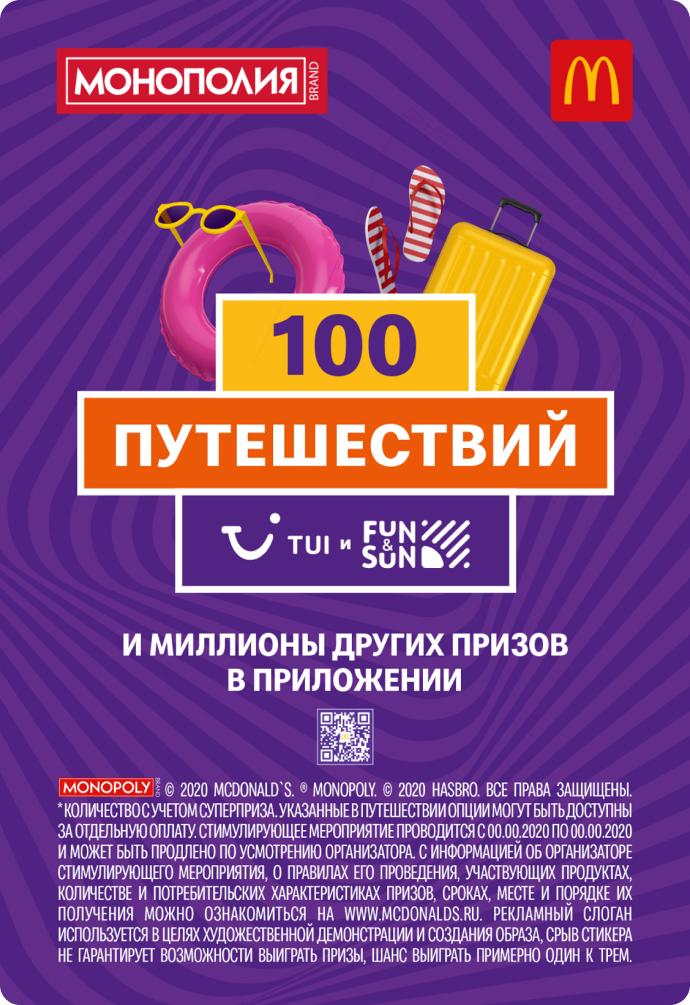 МОНОПОЛИЯ BRAND
100
ПУТЕШЕСТВИЙ
TUI и FUN & SUN
И МИЛЛИОНЫ ДРУГИХ ПРИЗОВ
В ПРИЛОЖЕНИИ
MONOPOLY BRAND © 2020 MCDONALD`S. ® MONOPOLY. © 2020 HASBRO. ВСЕ ПРАВА ЗАЩИЩЕНЫ.
* КОЛИЧЕСТВО С УЧЕТОМ СУПЕРПРИЗА. УКАЗАННЫЕ В ПУТЕШЕСТВИИ ОПЦИИ МОГУТ БЫТЬ ДОСТУПНЫ
ЗА ОТДЕЛЬНУЮ ОПЛАТУ. СТИМУЛИРУЮЩЕЕ МЕРОПРИЯТИЕ ПРОВОДИТСЯ С 00.00.2020 ПО 00.00.2020
И МОЖЕТ БЫТЬ ПРОДЛЕНО ПО УСМОТРЕНИЮ ОРГАНИЗАТОРА. С ИНФОРМАЦИЕЙ ОБ ОРГАНИЗАТОРЕ
СТИМУЛИРУЮЩЕГО МЕРОПРИЯТИЯ, О ПРАВИЛАХ ЕГО ПРОВЕДЕНИЯ, УЧАСТВУЮЩИХ ПРОДУКТАХ,
КОЛИЧЕСТВЕ И ПОТРЕБИТЕЛЬСКИХ ХАРАКТЕРИСТИКАХ ПРИЗОВ, СРОКАХ, МЕСТЕ И ПОРЯДКЕ ИХ
ПОЛУЧЕНИЯ МОЖНО ОЗНАКОМИТЬСЯ НА WWW.MCDONALDS.RU. РЕКЛАМНЫЙ СЛОГАН
ИСПОЛЬЗУЕТСЯ В ЦЕЛЯХ ХУДОЖЕСТВЕННОЙ ДЕМОНСТРАЦИИ И СОЗДАНИЯ ОБРАЗА, СРЫВ СТИКЕРА
НЕ ГАРАНТИРУЕТ ВОЗМОЖНОСТИ ВЫИГРАТЬ ПРИЗЫ, ШАНС ВЫИГРАТЬ ПРИМЕРНО ОДИН К ТРЕМ.